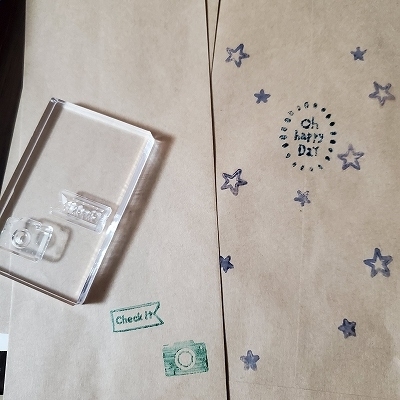 Oh
happy
DAY
Check It